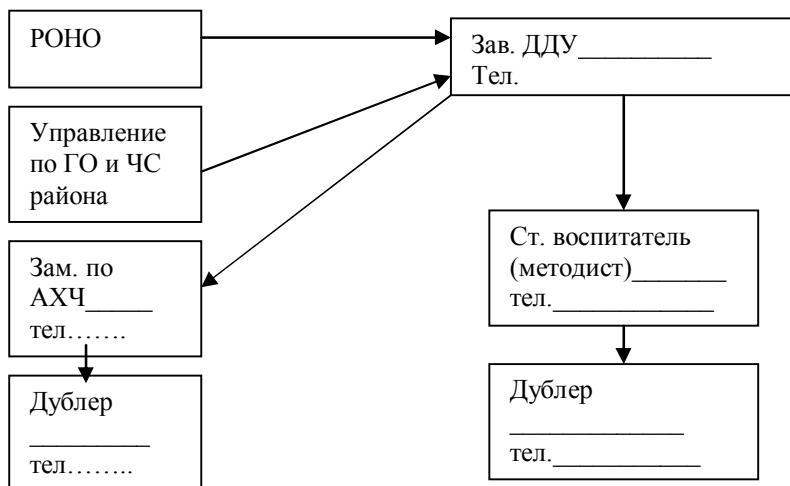 РОНО
Зав. ДДУ__________
Тел.
Управление
по ГО и ЧС
района
Ст. воспитатель
(методист)_______
тел.____________
Зам. по
АХЧ_____
тел…….
Дублер
_________
тел……..
Дублер
_____________
тел.___________